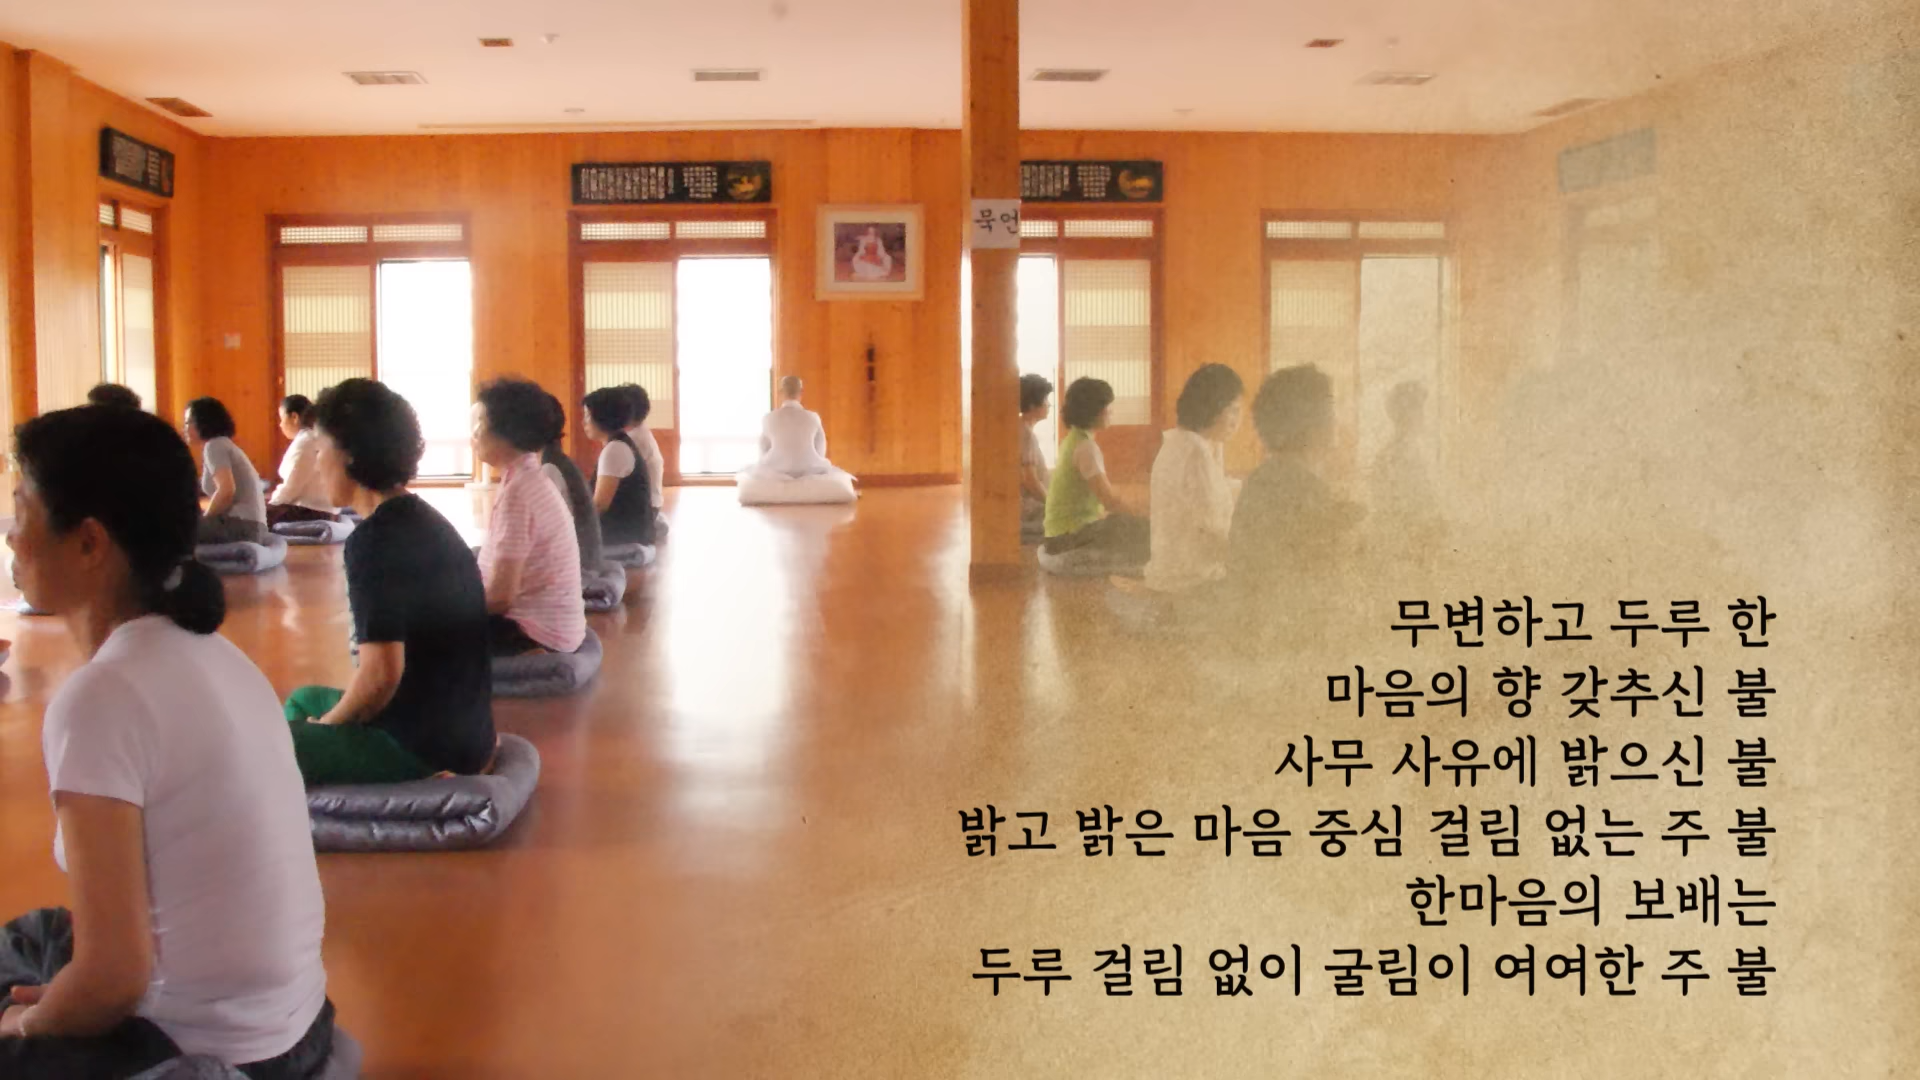 묵언
무변하고 두루 한
마음의 향 갖추신 불
사무 사유에 밝으신 불
밝고 밝은 마음 중심 걸림 없는 주 불
한마음의 보배는
두루 걸림 없이 굴림이 여여한 주 불